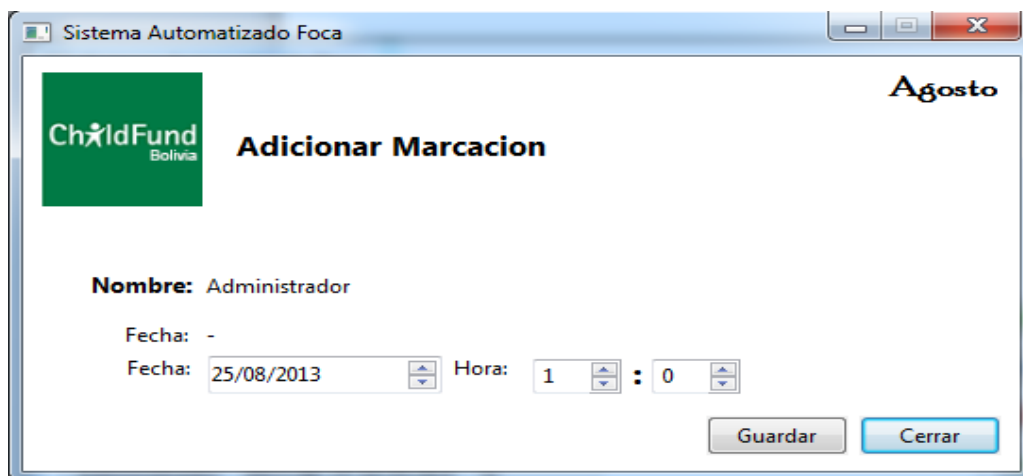 Sistema Automatizado Foca
Agosto
ChildFund
Bolivia
Adicionar Marcacion
Nombre: Administrador
Fecha: -
Fecha: 25/08/2013 Hora: 1 : 0
Guardar Cerrar